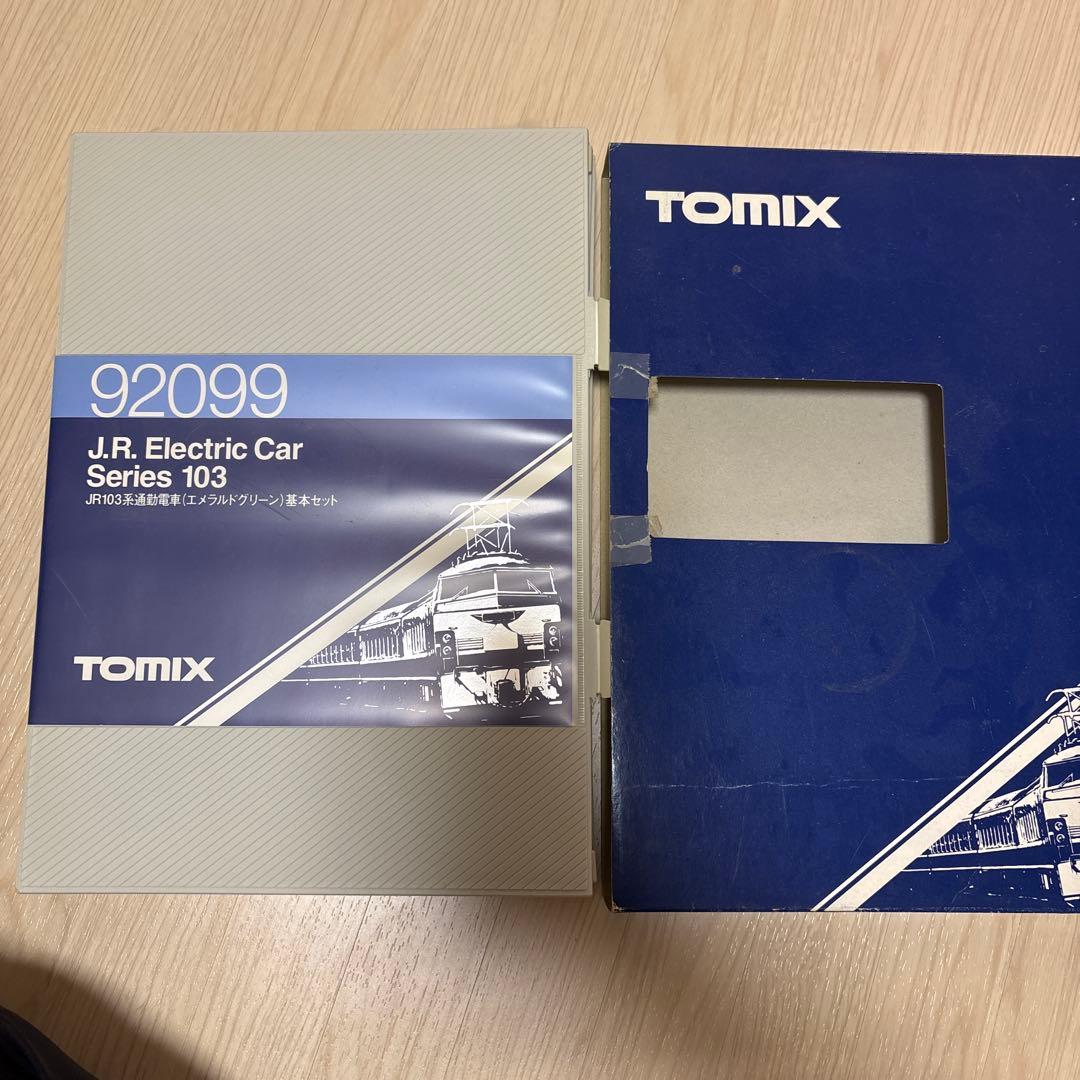 92099
J.R. Electric Car
Series 103
JR103系通勤電車(エメラルドグリーン)基本セット
TOMIX
TOMIX